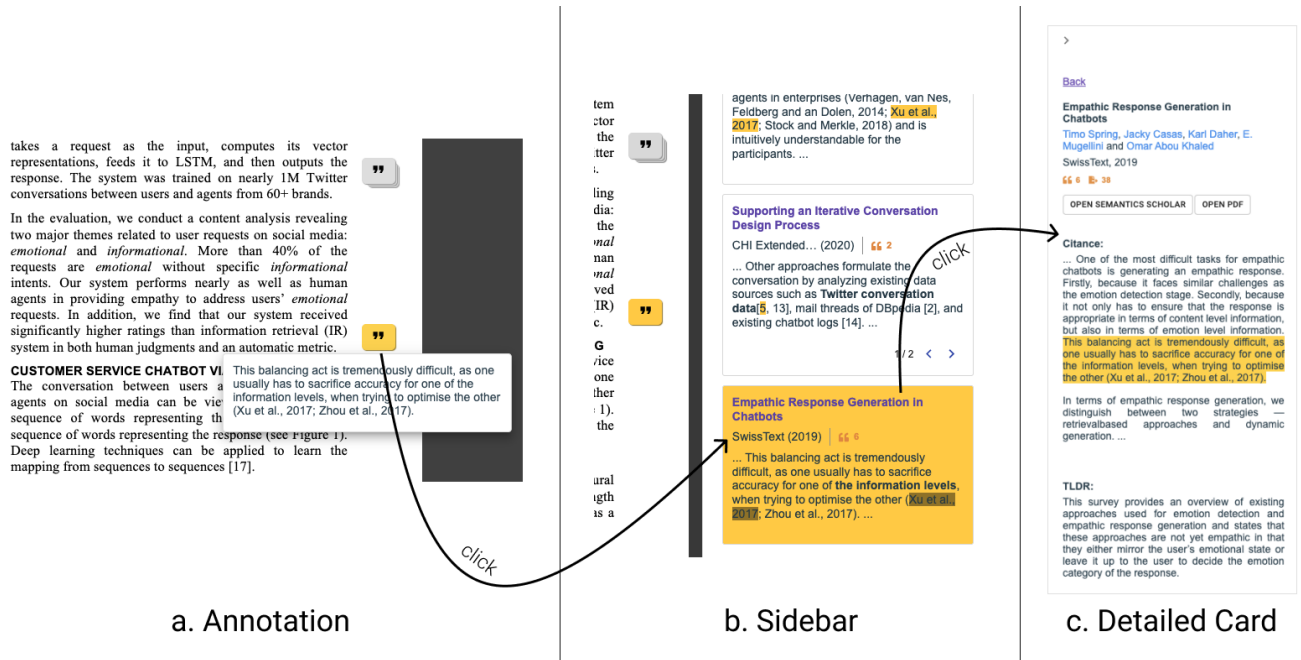 takes a request as the input, computes its vector
representations, feeds it to LSTM, and then outputs the
response. The system was trained on nearly 1M Twitter
conversations between users and agents from 60+ brands.
In the evaluation, we conduct a content analysis revealing
two major themes related to user requests on social media:
emotional and informational. More than 40% of the
requests are emotional without specific informational
intents. Our system performs nearly as well as human
agents in providing empathy to address users' emotional
requests. In addition, we find that our system received
significantly higher ratings than information retrieval (IR)
system in both human judgments and an automatic metric.
CUSTOMER SERVICE CHATBOT VI
The conversation between users a
agents on social media can be vie
sequence of words representing th
sequence of words representing the response (see Figure 1).
Deep learning techniques can be applied to learn the
mapping from sequences to sequences [17].
This balancing act is tremendously difficult, as one
usually has to sacrifice accuracy for one of the
information levels, when trying to optimise the other
(Xu et al., 2017; Zhou et al., 2017).
click
a. Annotation
tem
ctor
the
tter
s.
ling
dia:
the
onal
man
onal
ved
(IR)
c.
G
vice
one
ther
1).
the
ural
ngth
as a
agents in enterprises (Verhagen, van Nes,
Feldberg and an Dolen, 2014; Xu et al.,
2017; Stock and Merkle, 2018) and is
intuitively understandable for the
participants. ...
Supporting an Iterative Conversation
Design Process
CHI Extended... (2020) 2
... Other approaches formulate the
conversation by analyzing existing data
sources such as Twitter conversation
data[5, 13], mail threads of DBpedia [2], and
existing chatbot logs [14]. ...
1 / 2 < >
Empathic Response Generation in
Chatbots
SwissText (2019) 6
... This balancing act is tremendously
difficult, as one usually has to sacrifice
accuracy for one of the information levels,
when trying to optimise the other (Xu et al.,
2017; Zhou et al., 2017). ...
click
b. Sidebar
>
Back
Empathic Response Generation in
Chatbots
Timo Spring, Jacky Casas, Karl Daher, E.
Mugellini and Omar Abou Khaled
SwissText, 2019
6 38
OPEN SEMANTICS SCHOLAR OPEN PDF
Citance:
... One of the most difficult tasks for empathic
chatbots is generating an empathic response.
Firstly, because it faces similar challenges as
the emotion detection stage. Secondly, because
it not only has to ensure that the response is
appropriate in terms of content level information,
but also in terms of emotion level information.
This balancing act is tremendously difficult, as
one usually has to sacrifice accuracy for one of
the information levels, when trying to optimise
the other (Xu et al., 2017; Zhou et al., 2017).
In terms of empathic response generation, we
distinguish between two strategies —
retrievalbased approaches and dynamic
generation. ...
TLDR:
This survey provides an overview of existing
approaches used for emotion detection and
empathic response generation and states that
these approaches are not yet empathic in that
they either mirror the user's emotional state or
leave it up to the user to decide the emotion
category of the response.
c. Detailed Card